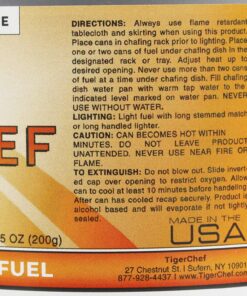 E
DIRECTIONS: Always use flame retardant
tablecloth and skirting when using this product.
Place cans in chafing rack prior to lighting. Place
one or two cans of fuel under chafing dish in the
designated rack or tray. Adjust heat up to
desired opening. Never use more than two cans
of fuel at a time under chafing dish. Fill chafing
dish water pan with warm tap water to the
indicated level marked on water pan. NEVER
USE WITHOUT WATER.
LIGHTING: Light fuel with long stemmed match
or long handled lighter.
CAUTION: CAN BECOMES HOT WITHIN
MINUTES. DO NOT LEAVE PRODUCT
UNATTENDED. NEVER USE NEAR FIRE OR
FLAME.
TO EXTINGUISH: Do not blow out. Slide invert-
ed cap over opening to restrict oxygen. Allow
can to cool at least 10 minutes before handling.
After can has cooled recap securely. Product is
alcohol based and will evaporate if not tightly
sealed.
EF
5 OZ (200g)
MADE IN THE
USA
FUEL
TigerChef
27 Chestnut St. I Suffern, NY 10901
877-928-4437 I TigerChef.com